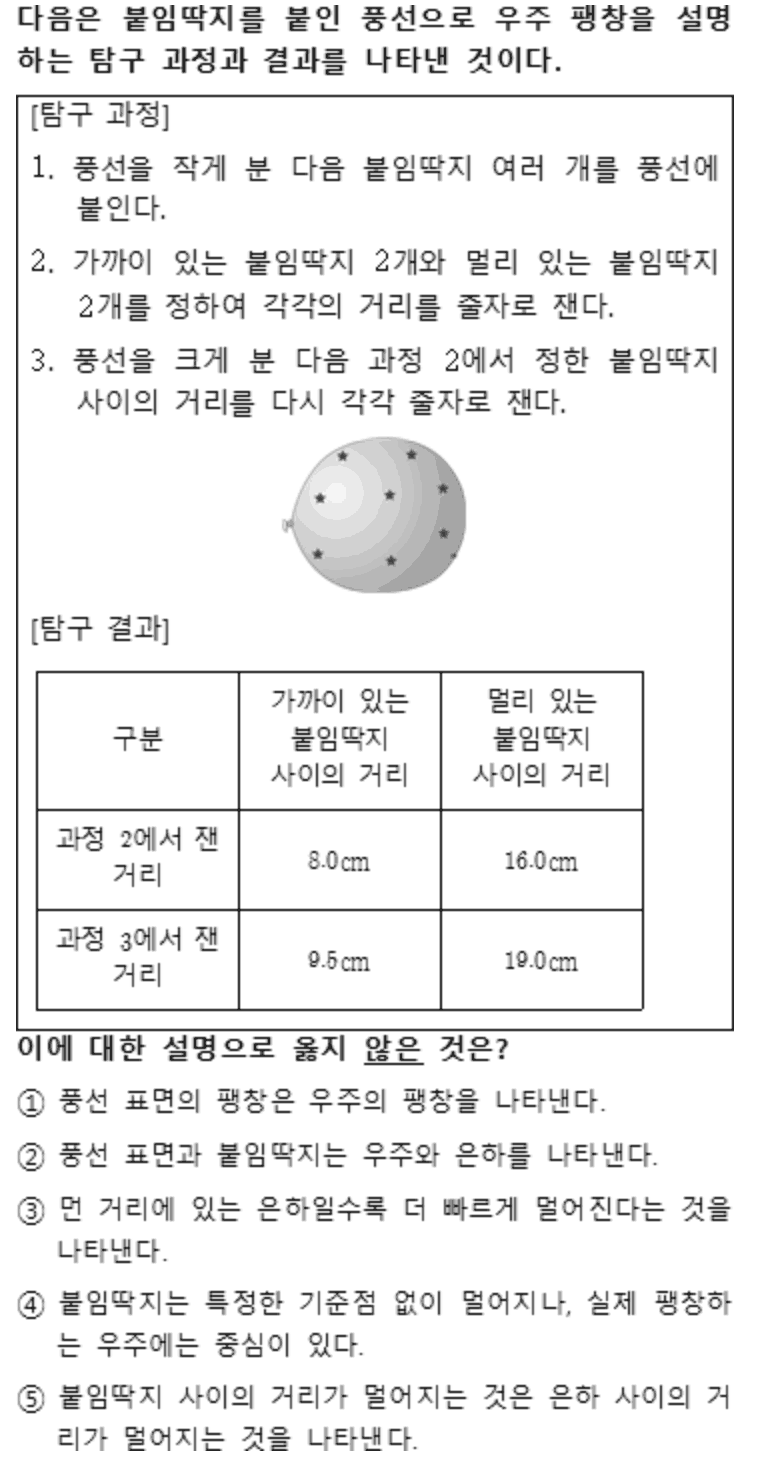 다음은 붙임딱지를 붙인 풍선으로 우주 팽창을 설명
하는 탐구 과정과 결과를 나타낸 것이다.
[탐구 과정]
1. 풍선을 작게 분 다음 붙임딱지 여러 개를 풍선에
붙인다.
2. 가까이 있는 붙임딱지 2개와 멀리 있는 붙임딱지
2개를 정하여 각각의 거리를 줄자로 잰다.
3. 풍선을 크게 분 다음 과정 2에서 정한 붙임딱지
사이의 거리를 다시 각각 줄자로 잰다.
[탐구 결과]
구분
가까이 있는
붙임딱지
사이의 거리
멀리 있는
붙임딱지
사이의 거리
과정 2에서 잰
거리
8.0cm
16.0cm
과정 3에서 잰
거리
9.5cm
19.0cm
이에 대한 설명으로 옳지 않은 것은?
① 풍선 표면의 팽창은 우주의 팽창을 나타낸다.
② 풍선 표면과 붙임딱지는 우주와 은하를 나타낸다.
③ 먼 거리에 있는 은하일수록 더 빠르게 멀어진다는 것을
나타낸다.
④ 붙임딱지는 특정한 기준점 없이 멀어지나, 실제 팽창하
는 우주에는 중심이 있다.
⑤ 붙임딱지 사이의 거리가 멀어지는 것은 은하 사이의 거
리가 멀어지는 것을 나타낸다.